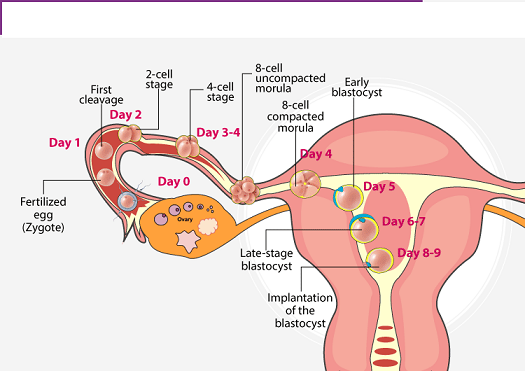 2-cell
stage
First
cleavage
Day 2
4-cell
stage
8-cell
uncompacted
morula
Early
blastocyst
8-cell
compacted
morula
Day 1
Day 3-4
Day 4
Day 0
Day 5
Fertilized
egg
(Zygote)
Ovary
Day 6-7
Late-stage
blastocyst
Day 8-9
Implantation
of the
blastocyst